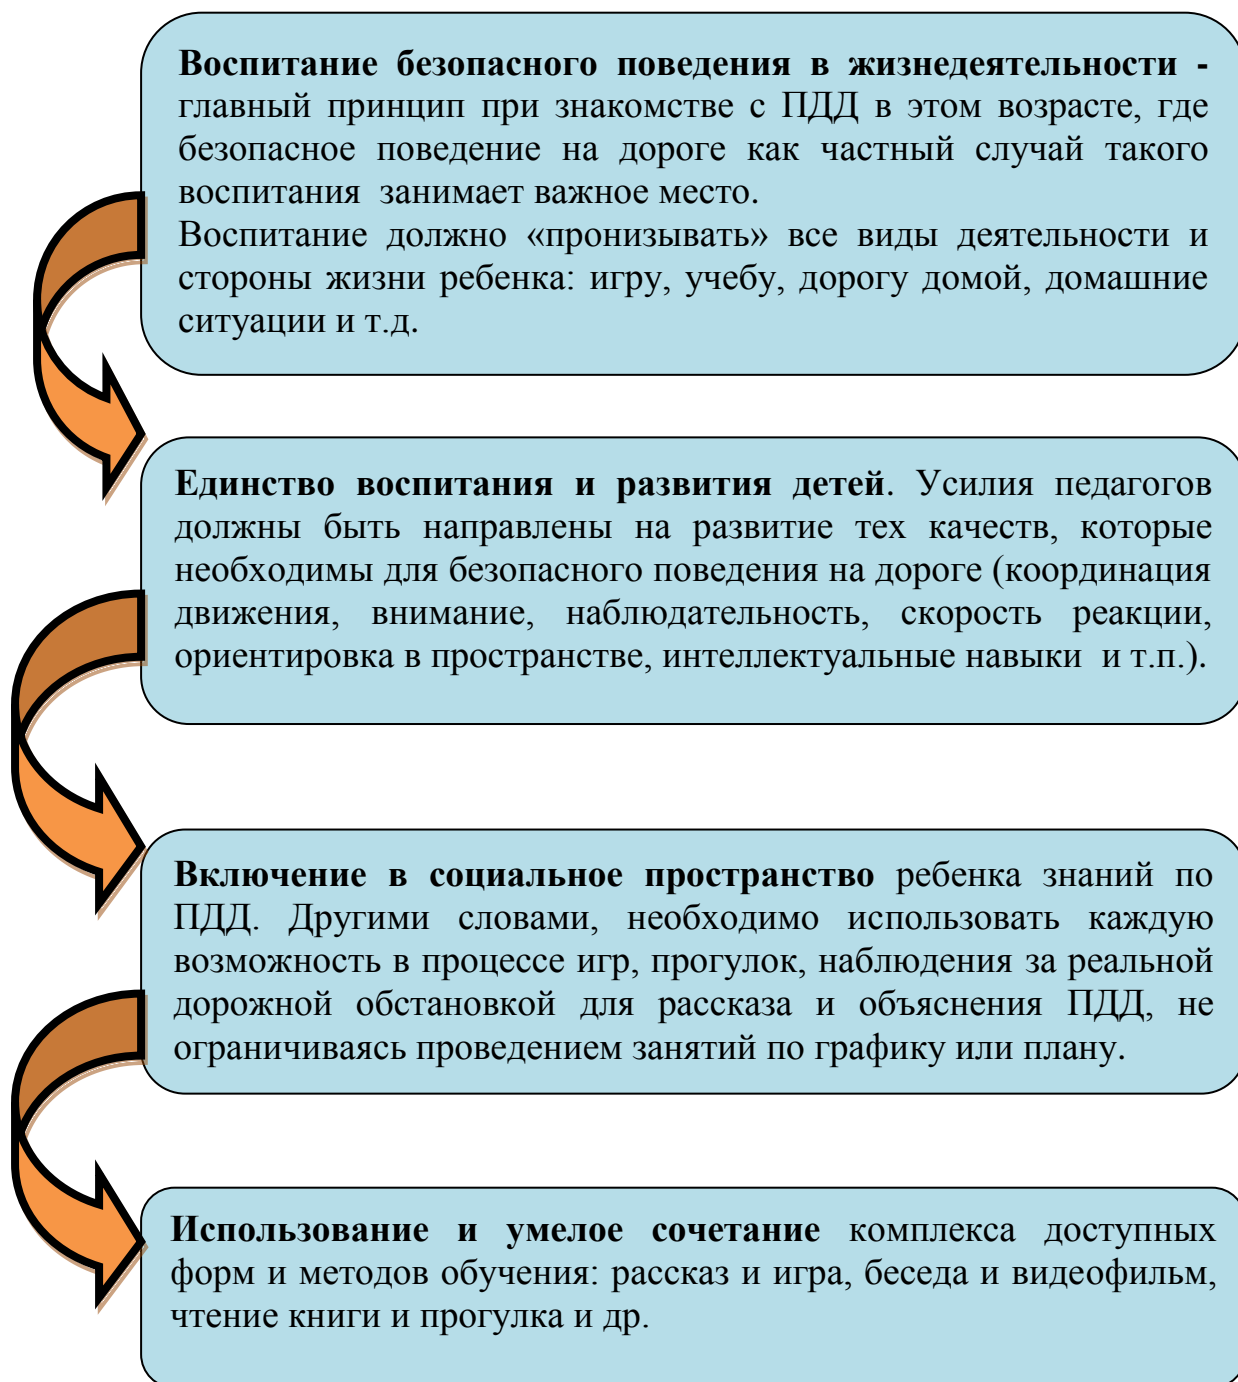 Воспитание безопасного поведения в жизнедеятельности -
главный принцип при знакомстве с ПДД в этом возрасте, где
безопасное поведение на дороге как частный случай такого
воспитания занимает важное место.
Воспитание должно «пронизывать» все виды деятельности и
стороны жизни ребенка: игру, учебу, дорогу домой, домашние
ситуации и т.д.
Единство воспитания и развития детей. Усилия педагогов
должны быть направлены на развитие тех качеств, которые
необходимы для безопасного поведения на дороге (координация
движения, внимание, наблюдательность, скорость реакции,
ориентировка в пространстве, интеллектуальные навыки и т.п.).
Включение в социальное пространство ребенка знаний по
ПДД. Другими словами, необходимо использовать каждую
возможность в процессе игр, прогулок, наблюдения за реальной
дорожной обстановкой для рассказа и объяснения ПДД, не
ограничиваясь проведением занятий по графику или плану.
Использование и умелое сочетание комплекса доступных
форм и методов обучения: рассказ и игра, беседа и видеофильм,
чтение книги и прогулка и др.